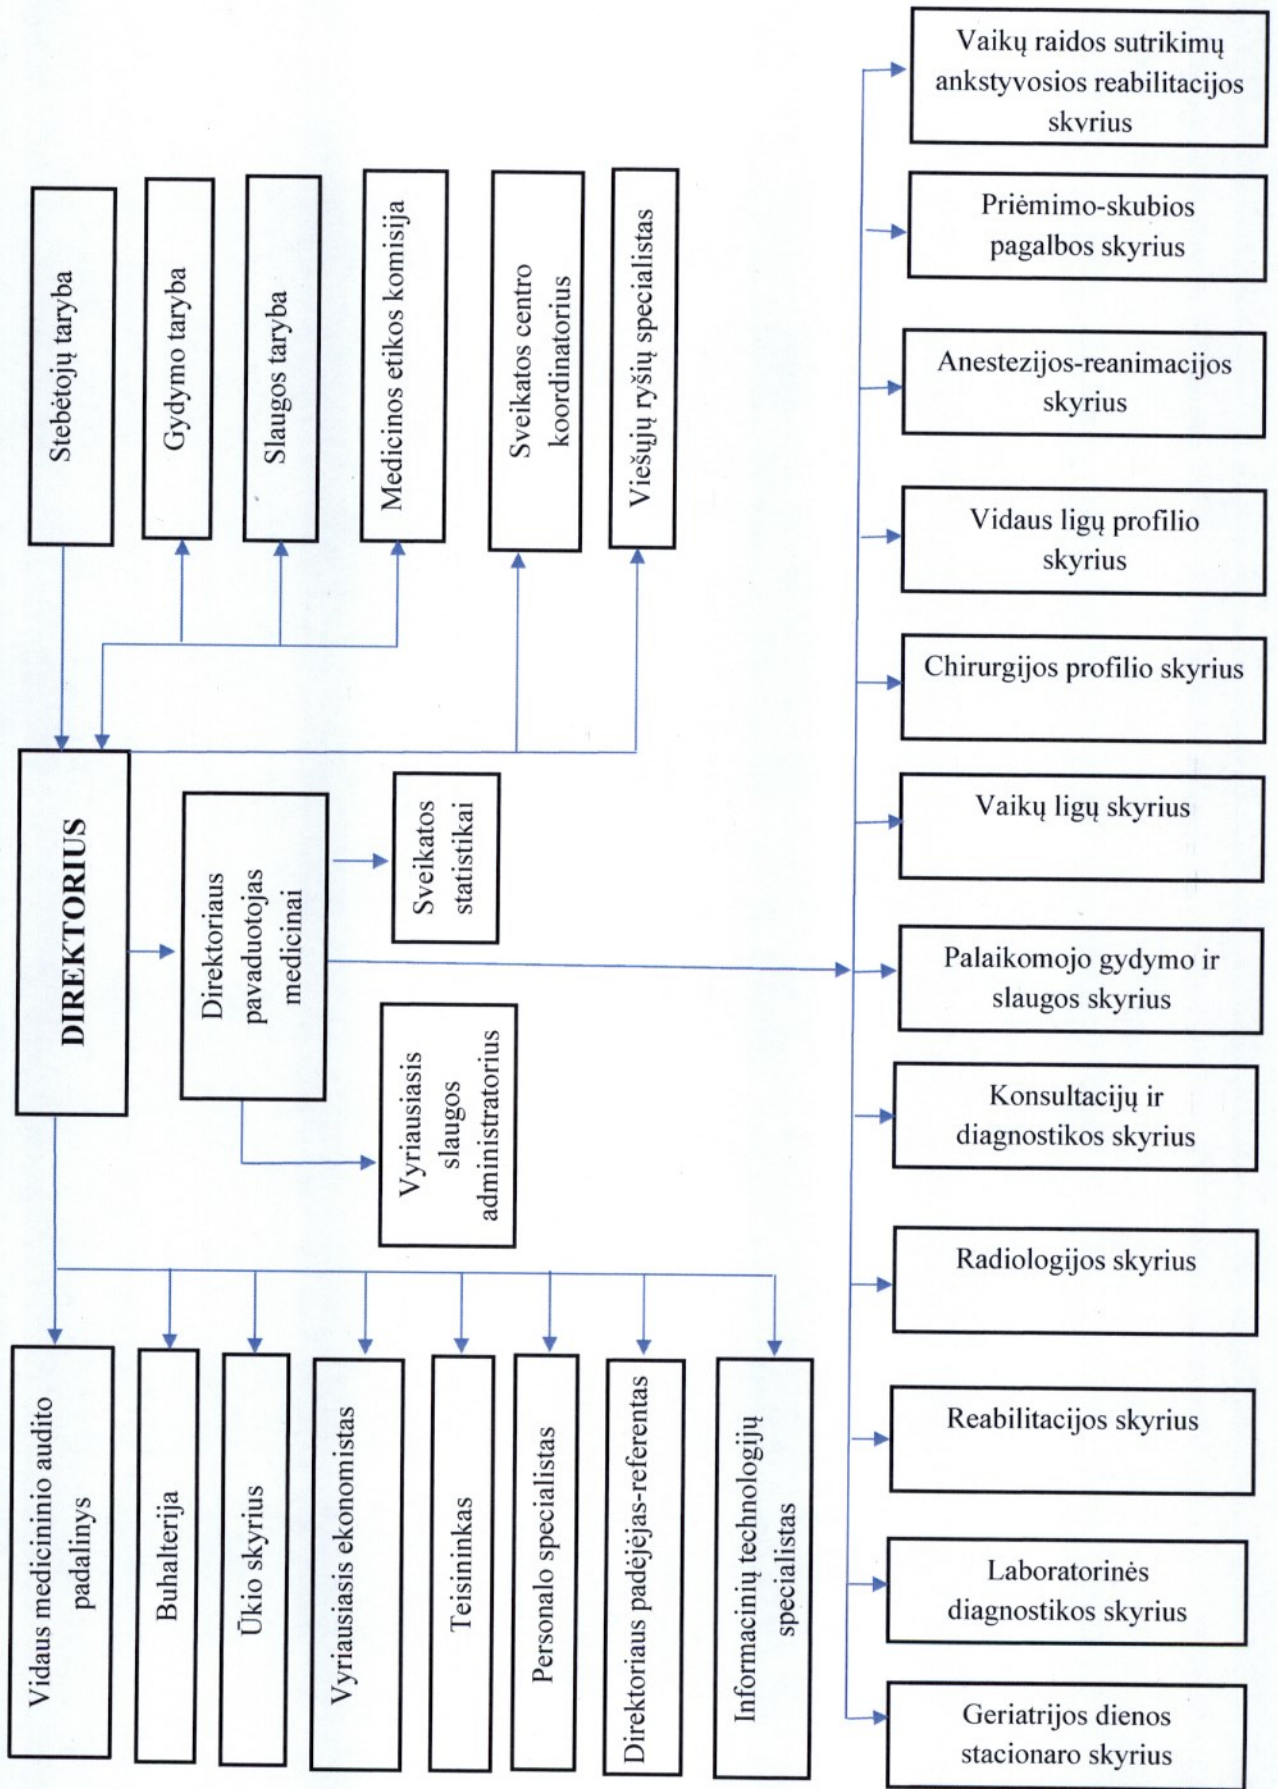 Stebėtojų taryba
Gydymo taryba
Slaugos taryba
Medicinos etikos komisija
Sveikatos centro
koordinatorius
Viešųjų ryšių specialistas
DIREKTORIUS
Direktoriaus
pavaduotojas
medicinai
Sveikatos
statistikai
Vyriausiasis
slaugos
administratorius
Vidaus medicininio audito
padalinys
Buhalterija
Ūkio skyrius
Vyriausiasis ekonomistas
Teisininkas
Personalo specialistas
Direktoriaus padėjėjas-referentas
Informacinių technologijų
specialistas
Vaikų raidos sutrikimų
ankstyvosios reabilitacijos
skyrius
Priėmimo-skubios
pagalbos skyrius
Anestezijos-reanimacijos
skyrius
Vidaus ligų profilio
skyrius
Chirurgijos profilio skyrius
Vaikų ligų skyrius
Palaikomojo gydymo ir
slaugos skyrius
Konsultacijų ir
diagnostikos skyrius
Radiologijos skyrius
Reabilitacijos skyrius
Laboratorinės
diagnostikos skyrius
Geriatrijos dienos
stacionaro skyrius